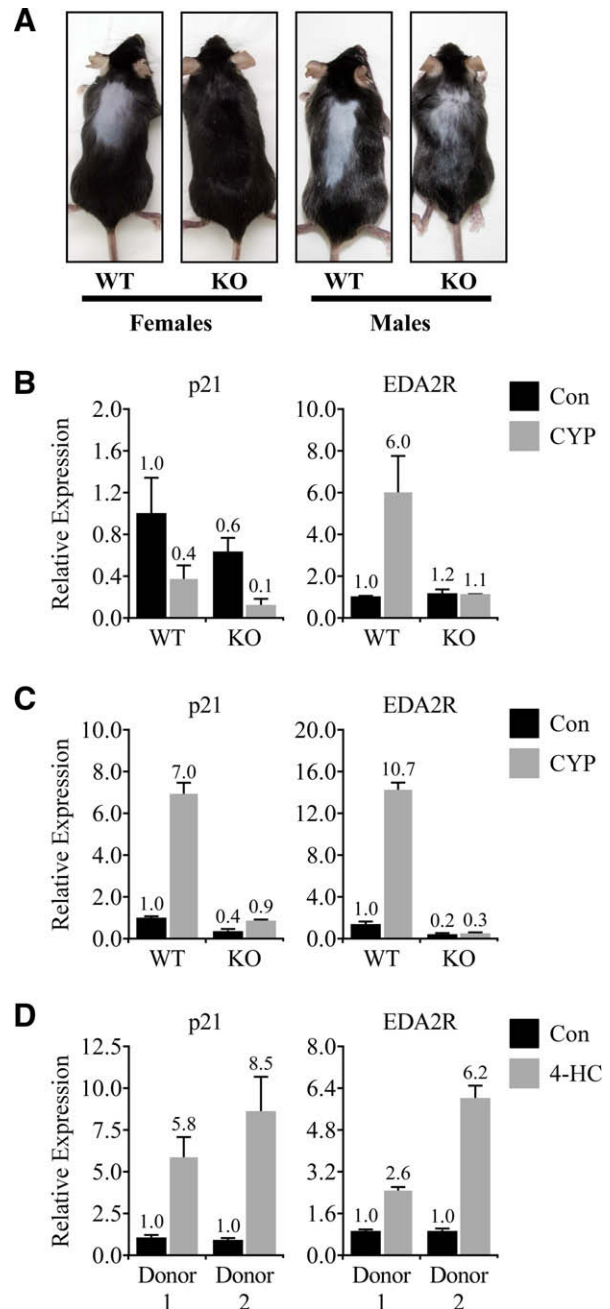 A
WT KO WT KO
Females Males
B
p21 EDA2R
Con
CYP
Relative Expression
2.0
1.6
1.2
0.8
0.4
0.0
1.0
0.4
0.6
0.1
WT KO
10.0
8.0
6.0
4.0
2.0
0.0
1.0
6.0
1.2
1.1
WT KO
C
p21 EDA2R
Con
CYP
Relative Expression
10.0
8.0
6.0
4.0
2.0
0.0
1.0
7.0
0.4
0.9
WT KO
20.0
16.0
12.0
8.0
4.0
0.0
1.0
10.7
0.2
0.3
WT KO
D
p21 EDA2R
Con
4-HC
Relative Expression
12.5
10.0
7.5
5.0
2.5
0.0
1.0
5.8
1.0
8.5
Donor Donor
1 2
8.0
6.4
4.8
3.2
1.6
0.0
1.0
2.6
1.0
6.2
Donor Donor
1 2